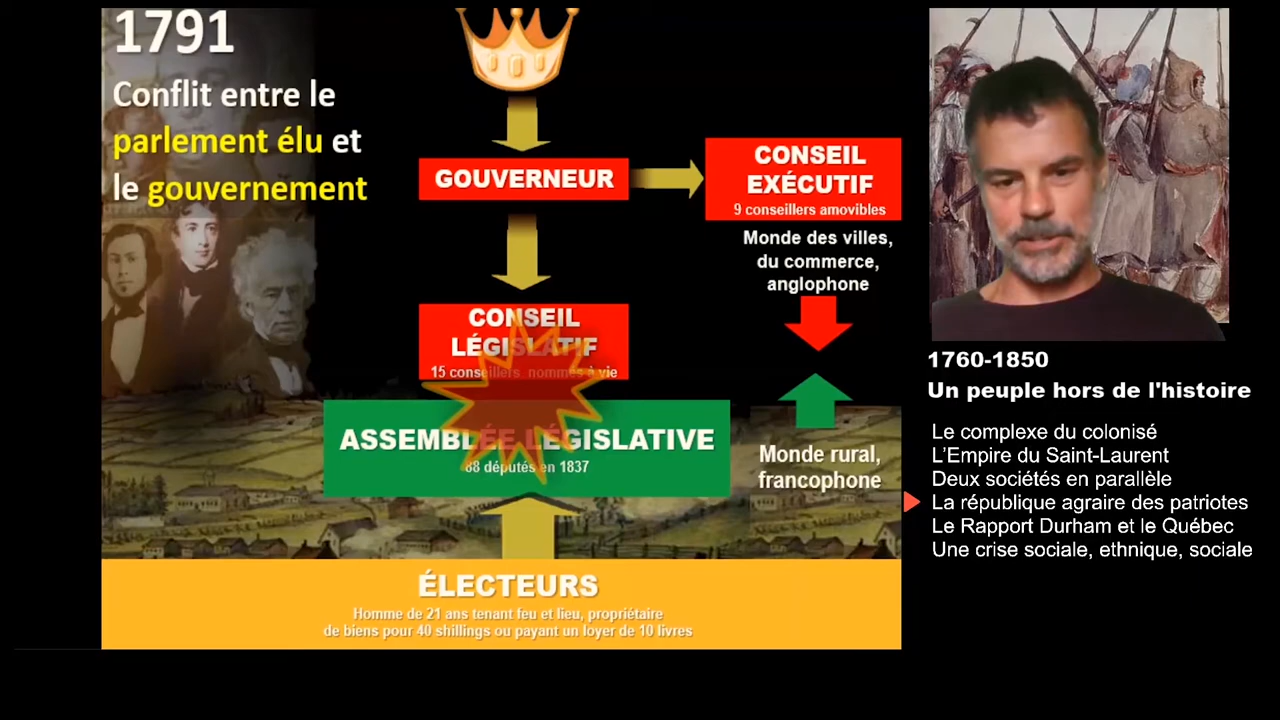 1791
Conflit entre le
parlement élu et
le gouvernement
GOUVERNEUR
CONSEIL
EXÉCUTIF
9 conseillers amovibles
Monde des villes,
du commerce,
anglophone
CONSEIL
LÉGISLATIF
15 conseillers nommés à vie
ASSEMBLÉE LÉGISLATIVE
88 députés en 1837
Monde rural,
francophone
ÉLECTEURS
Homme de 21 ans tenant feu et lieu, propriétaire
de biens pour 40 shillings ou payant un loyer de 10 livres
1760-1850
Un peuple hors de l'histoire
Le complexe du colonisé
L'Empire du Saint-Laurent
Deux sociétés en parallèle
La république agraire des patriotes
Le Rapport Durham et le Québec
Une crise sociale, ethnique, sociale